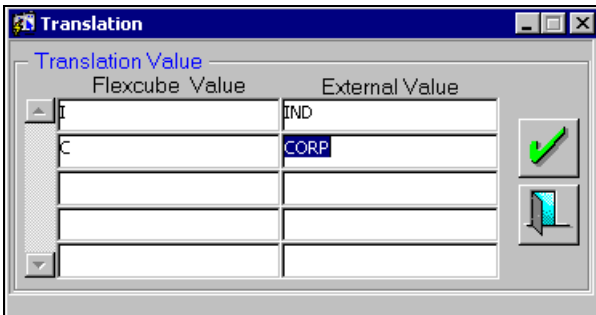 Translation
Translation Value
Flexcube Value External Value
I IND
C CORP